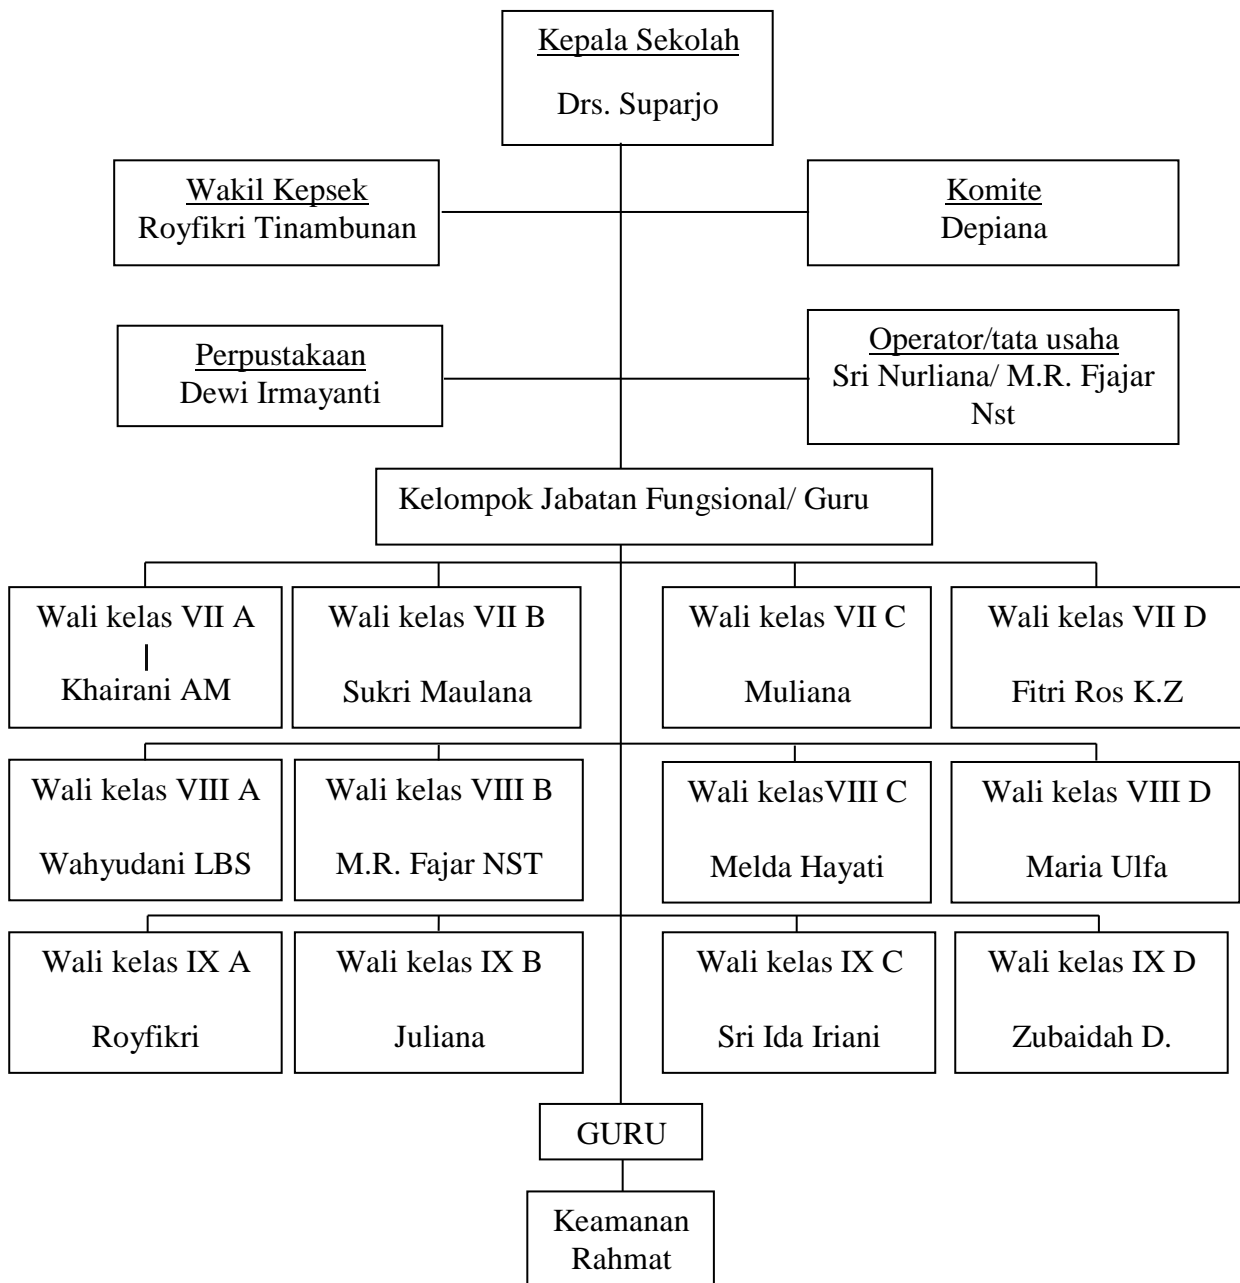 Kepala Sekolah
Drs. Suparjo
Wakil Kepsek
Royfikri Tinambunan
Komite
Depiana
Perpustakaan
Dewi Irmayanti
Operator/tata usaha
Sri Nurliana/ M.R. Fjajar
Nst
Kelompok Jabatan Fungsional/ Guru
Wali kelas VII A
Khairani AM
Wali kelas VII B
Sukri Maulana
Wali kelas VII C
Muliana
Wali kelas VII D
Fitri Ros K.Z
Wali kelas VIII A
Wahyudani LBS
Wali kelas VIII B
M.R. Fajar NST
Wali kelasVIII C
Melda Hayati
Wali kelas VIII D
Maria Ulfa
Wali kelas IX A
Royfikri
Wali kelas IX B
Juliana
Wali kelas IX C
Sri Ida Iriani
Wali kelas IX D
Zubaidah D.
GURU
Keamanan
Rahmat